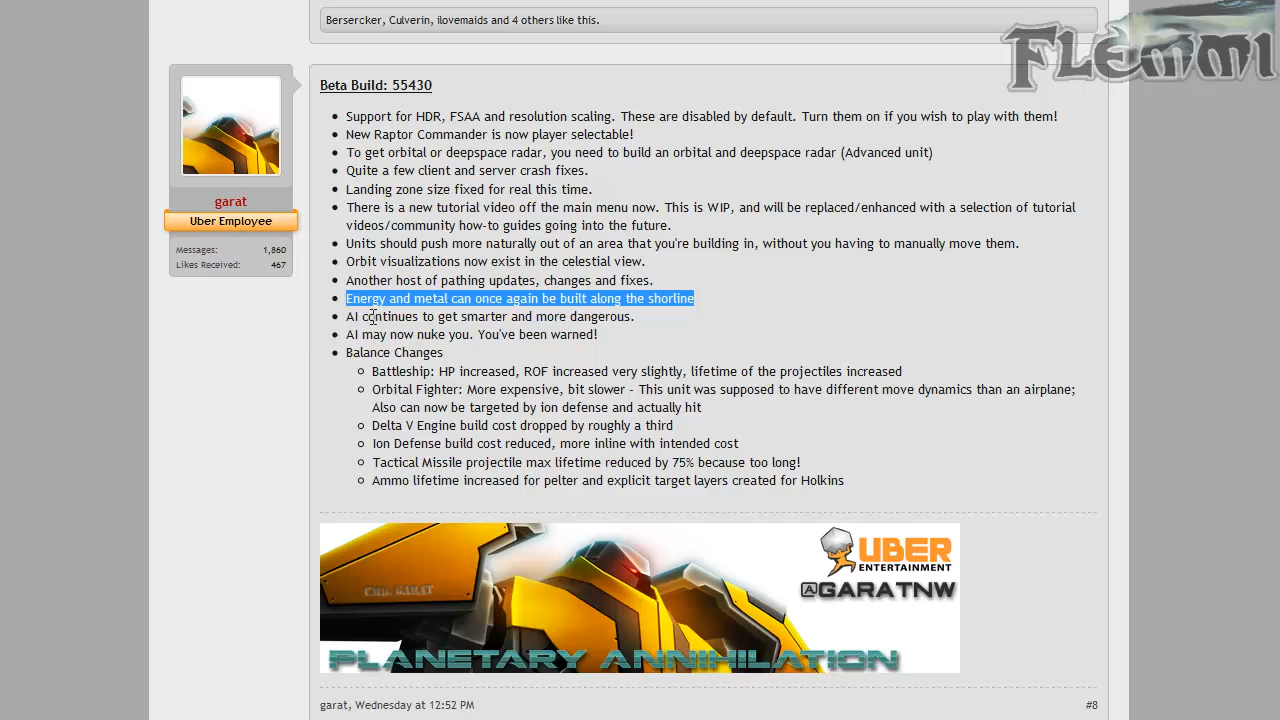 Bersercker, Culverin, ilovemaids and 4 others like this.
FLEMMI
Beta Build: 55430
Support for HDR, FSAA and resolution scaling. These are disabled by default. Turn them on if you wish to play with them!
New Raptor Commander is now player selectable!
To get orbital or deepspace radar, you need to build an orbital and deepspace radar (Advanced unit)
Quite a few client and server crash fixes.
Landing zone size fixed for real this time.
There is a new tutorial video off the main menu now. This is WIP, and will be replaced/enhanced with a selection of tutorial
videos/community how-to guides going into the future.
Units should push more naturally out of an area that you're building in, without you having to manually move them.
Orbit visualizations now exist in the celestial view.
Another host of pathing updates, changes and fixes.
Energy and metal can once again be built along the shorline
AI continues to get smarter and more dangerous.
AI may now nuke you. You've been warned!
Balance Changes
Battleship: HP increased, ROF increased very slightly, lifetime of the projectiles increased
Orbital Fighter: More expensive, bit slower - This unit was supposed to have different move dynamics than an airplane;
Also can now be targeted by ion defense and actually hit
Delta V Engine build cost dropped by roughly a third
Ion Defense build cost reduced, more inline with intended cost
Tactical Missile projectile max lifetime reduced by 75% because too long!
Ammo lifetime increased for pelter and explicit target layers created for Holkins
garat
Uber Employee
Messages: 1,860
Likes Received: 467
CMD. GARAT
UBER
ENTERTAINMENT
@GARATNW
PLANETARY ANNIHILATION
garat, Wednesday at 12:52 PM
#8